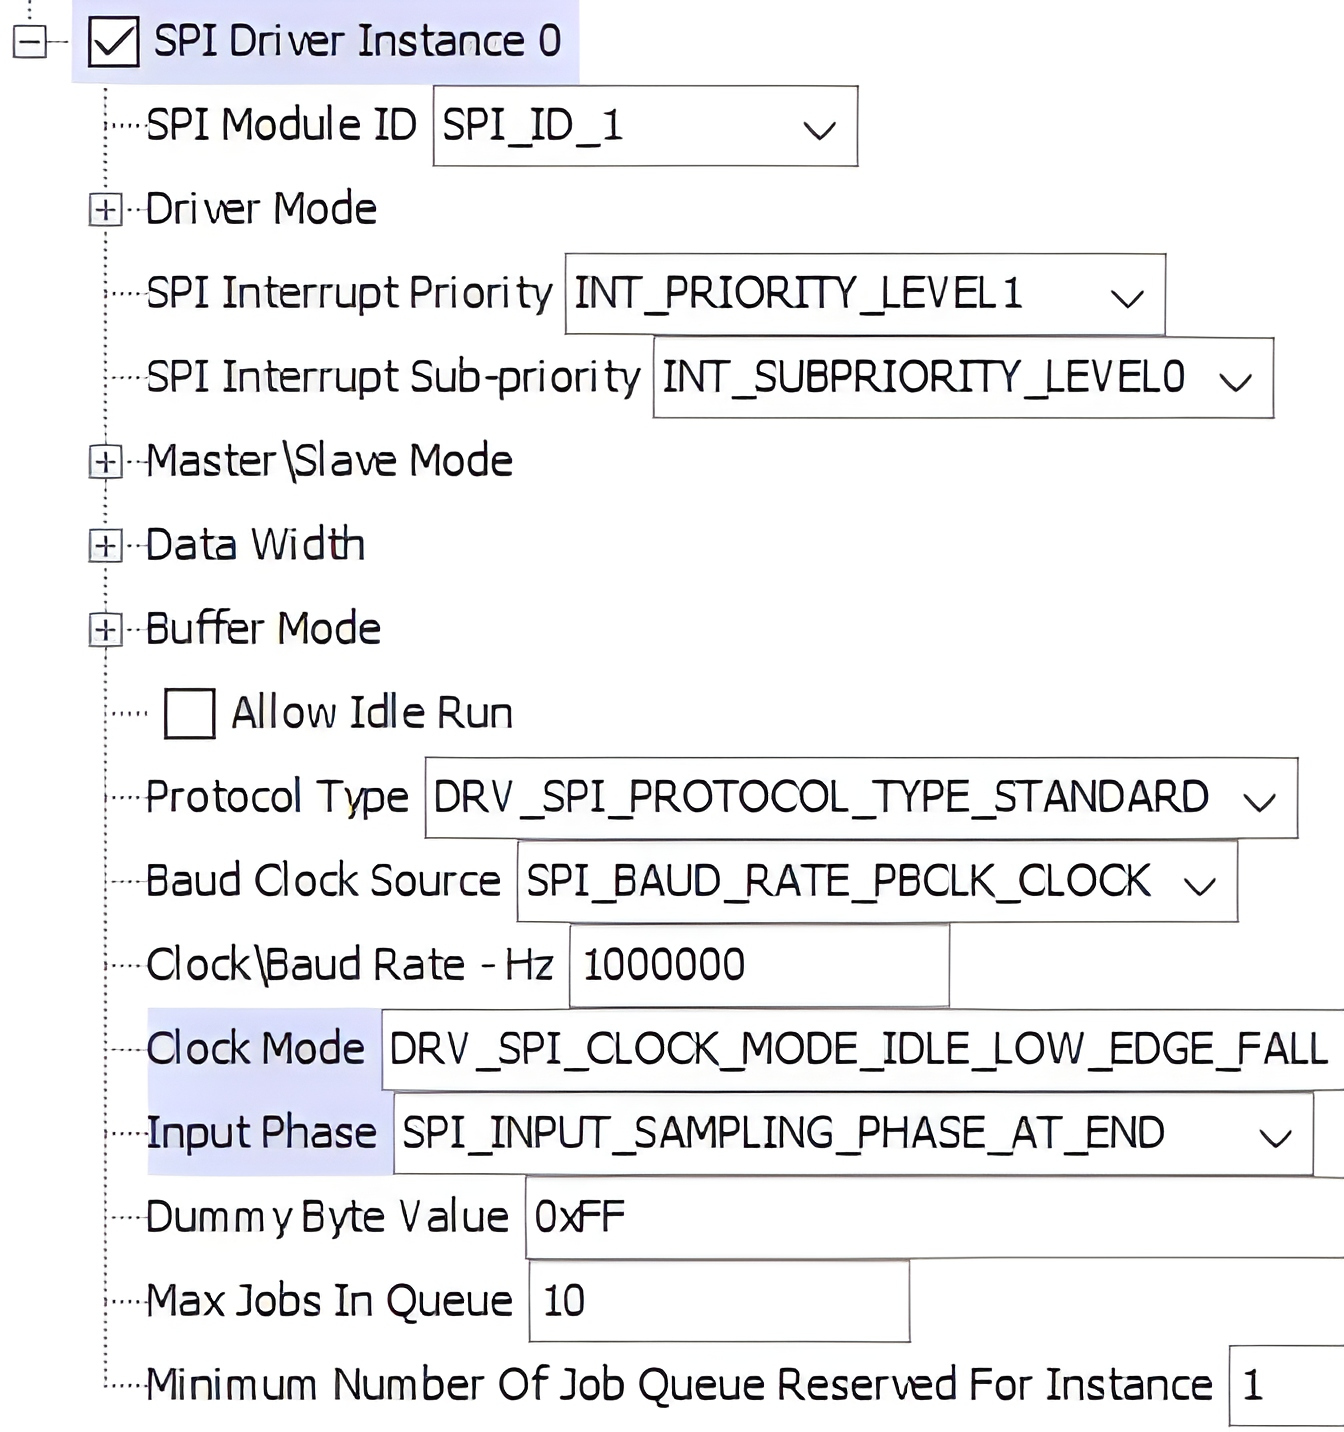 SPI Driver Instance 0
SPI Module ID SPI_ID_1
Driver Mode
SPI Interrupt Priority INT_PRIORITY_LEVEL1
SPI Interrupt Sub-priority INT_SUBPRIORITY_LEVEL0
Master\Slave Mode
Data Width
Buffer Mode
Allow Idle Run
Protocol Type DRV_SPI_PROTOCOL_TYPE_STANDARD
Baud Clock Source SPI_BAUD_RATE_PBCLK_CLOCK
Clock\Baud Rate - Hz 1000000
Clock Mode DRV_SPI_CLOCK_MODE_IDLE_LOW_EDGE_FALL
Input Phase SPI_INPUT_SAMPLING_PHASE_AT_END
Dummy Byte Value 0xFF
Max Jobs In Queue 10
Minimum Number Of Job Queue Reserved For Instance 1